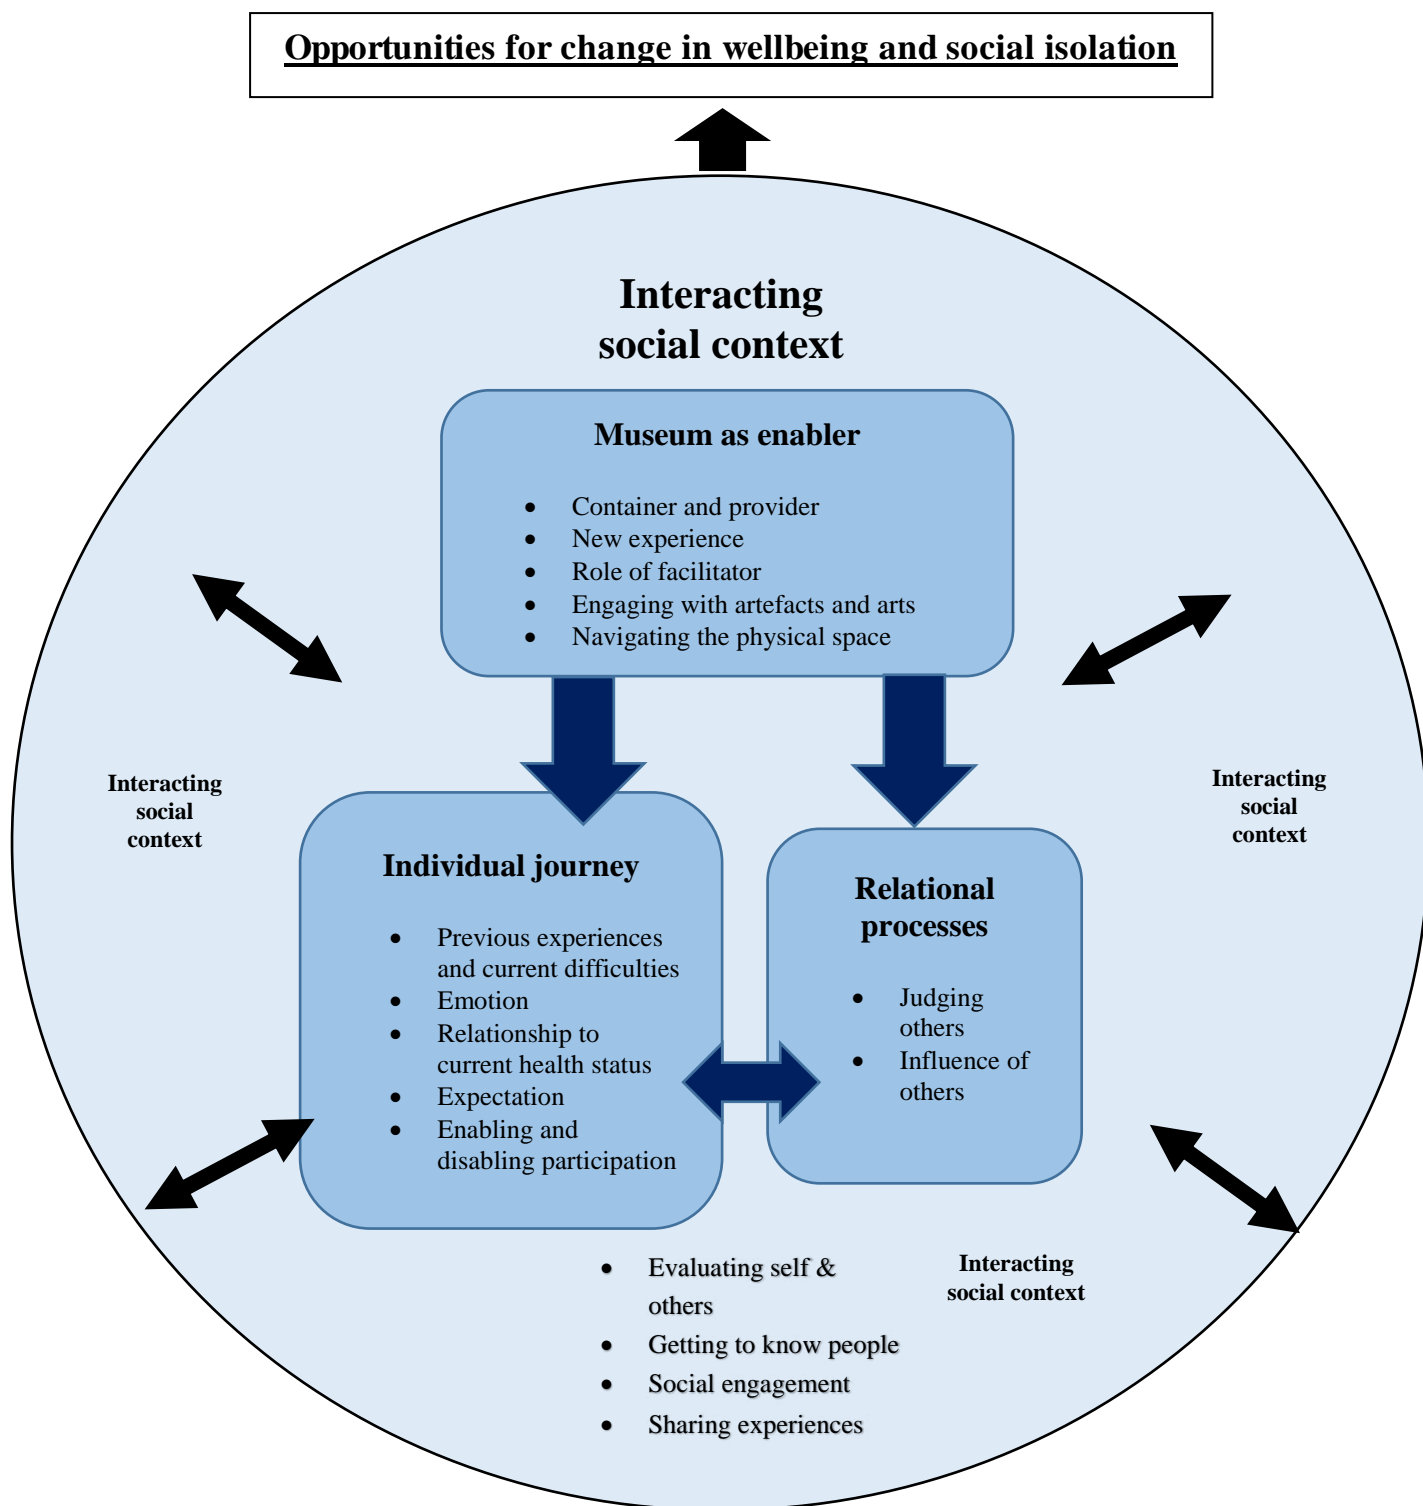 Opportunities for change in wellbeing and social isolation
Interacting
social context
Museum as enabler
• Container and provider
• New experience
• Role of facilitator
• Engaging with artefacts and arts
• Navigating the physical space
Interacting
social
context
Interacting
social
context
Individual journey
• Previous experiences
and current difficulties
• Emotion
• Relationship to
current health status
• Expectation
• Enabling and
disabling participation
Relational
processes
• Judging
others
• Influence of
others
• Evaluating self &
others
• Getting to know people
• Social engagement
• Sharing experiences
Interacting
social context